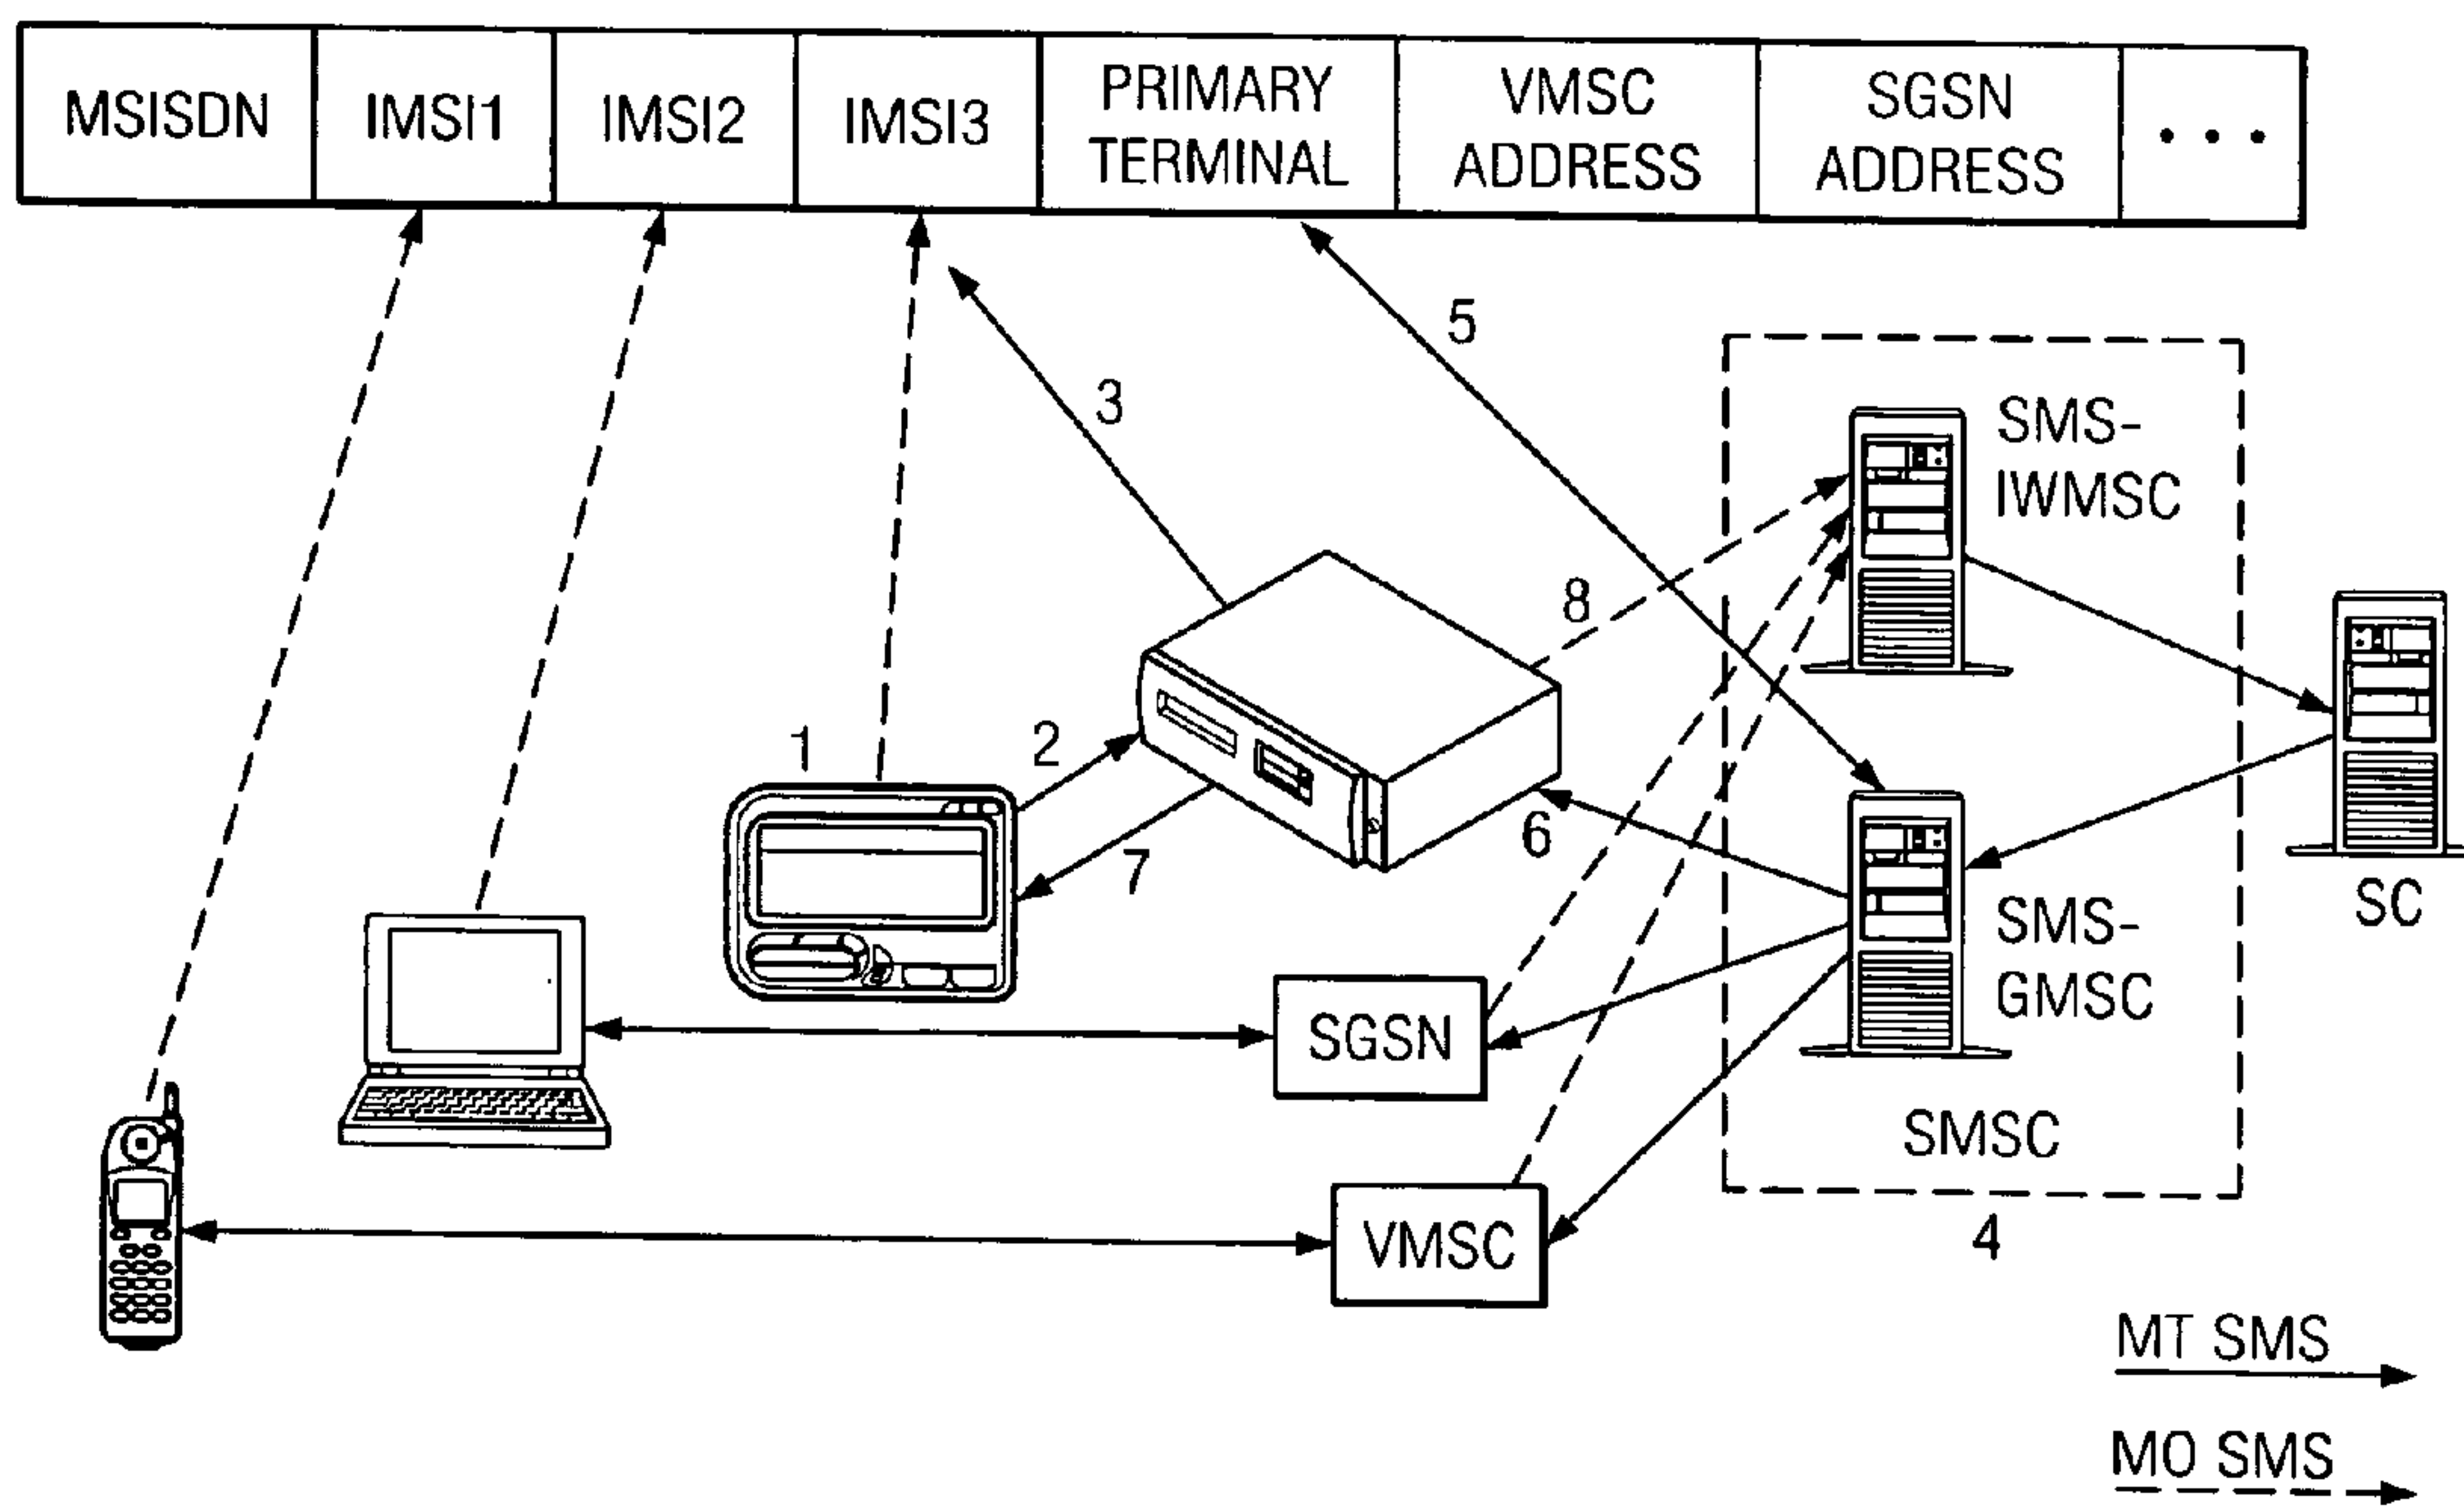 MSISDN
IMSI1
IMSI2
IMSI3
PRIMARY
TERMINAL
VMSC
ADDRESS
SGSN
ADDRESS
...
5
3
SMS-
IWMSC
8
1
2
6
7
SC
SMS-
GMSC
SGSN
SMSC
VMSC
4
MT SMS
MO SMS